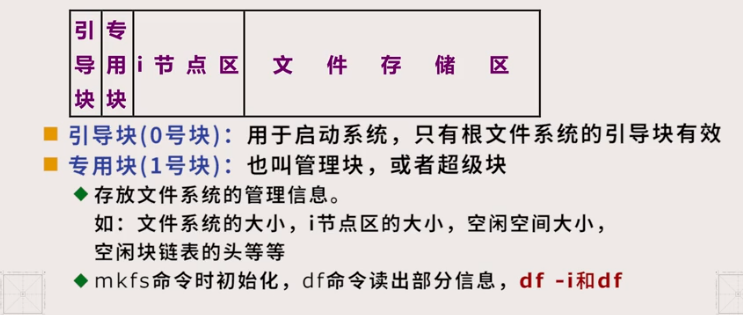 引导块 专用块 i节点区 文件存储区
引导块(0号块)：用于启动系统，只有根文件系统的引导块有效
专用块(1号块)：也叫管理块，或者超级块
存放文件系统的管理信息。
如：文件系统的大小，i节点区的大小，空闲空间大小，
空闲块链表的头等等
mkfs命令时初始化，df命令读出部分信息，df -i和df